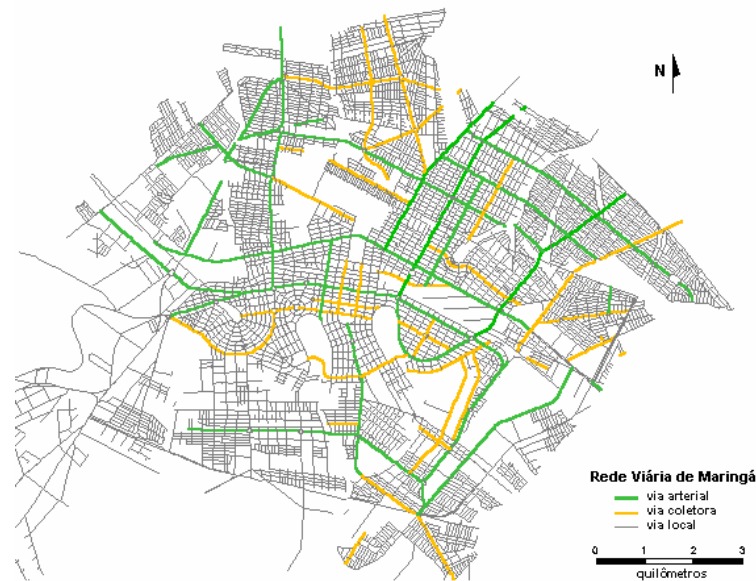 N
Rede Viária de Maringá
via arterial
via coletora
via local
0 1 2 3
quilômetros